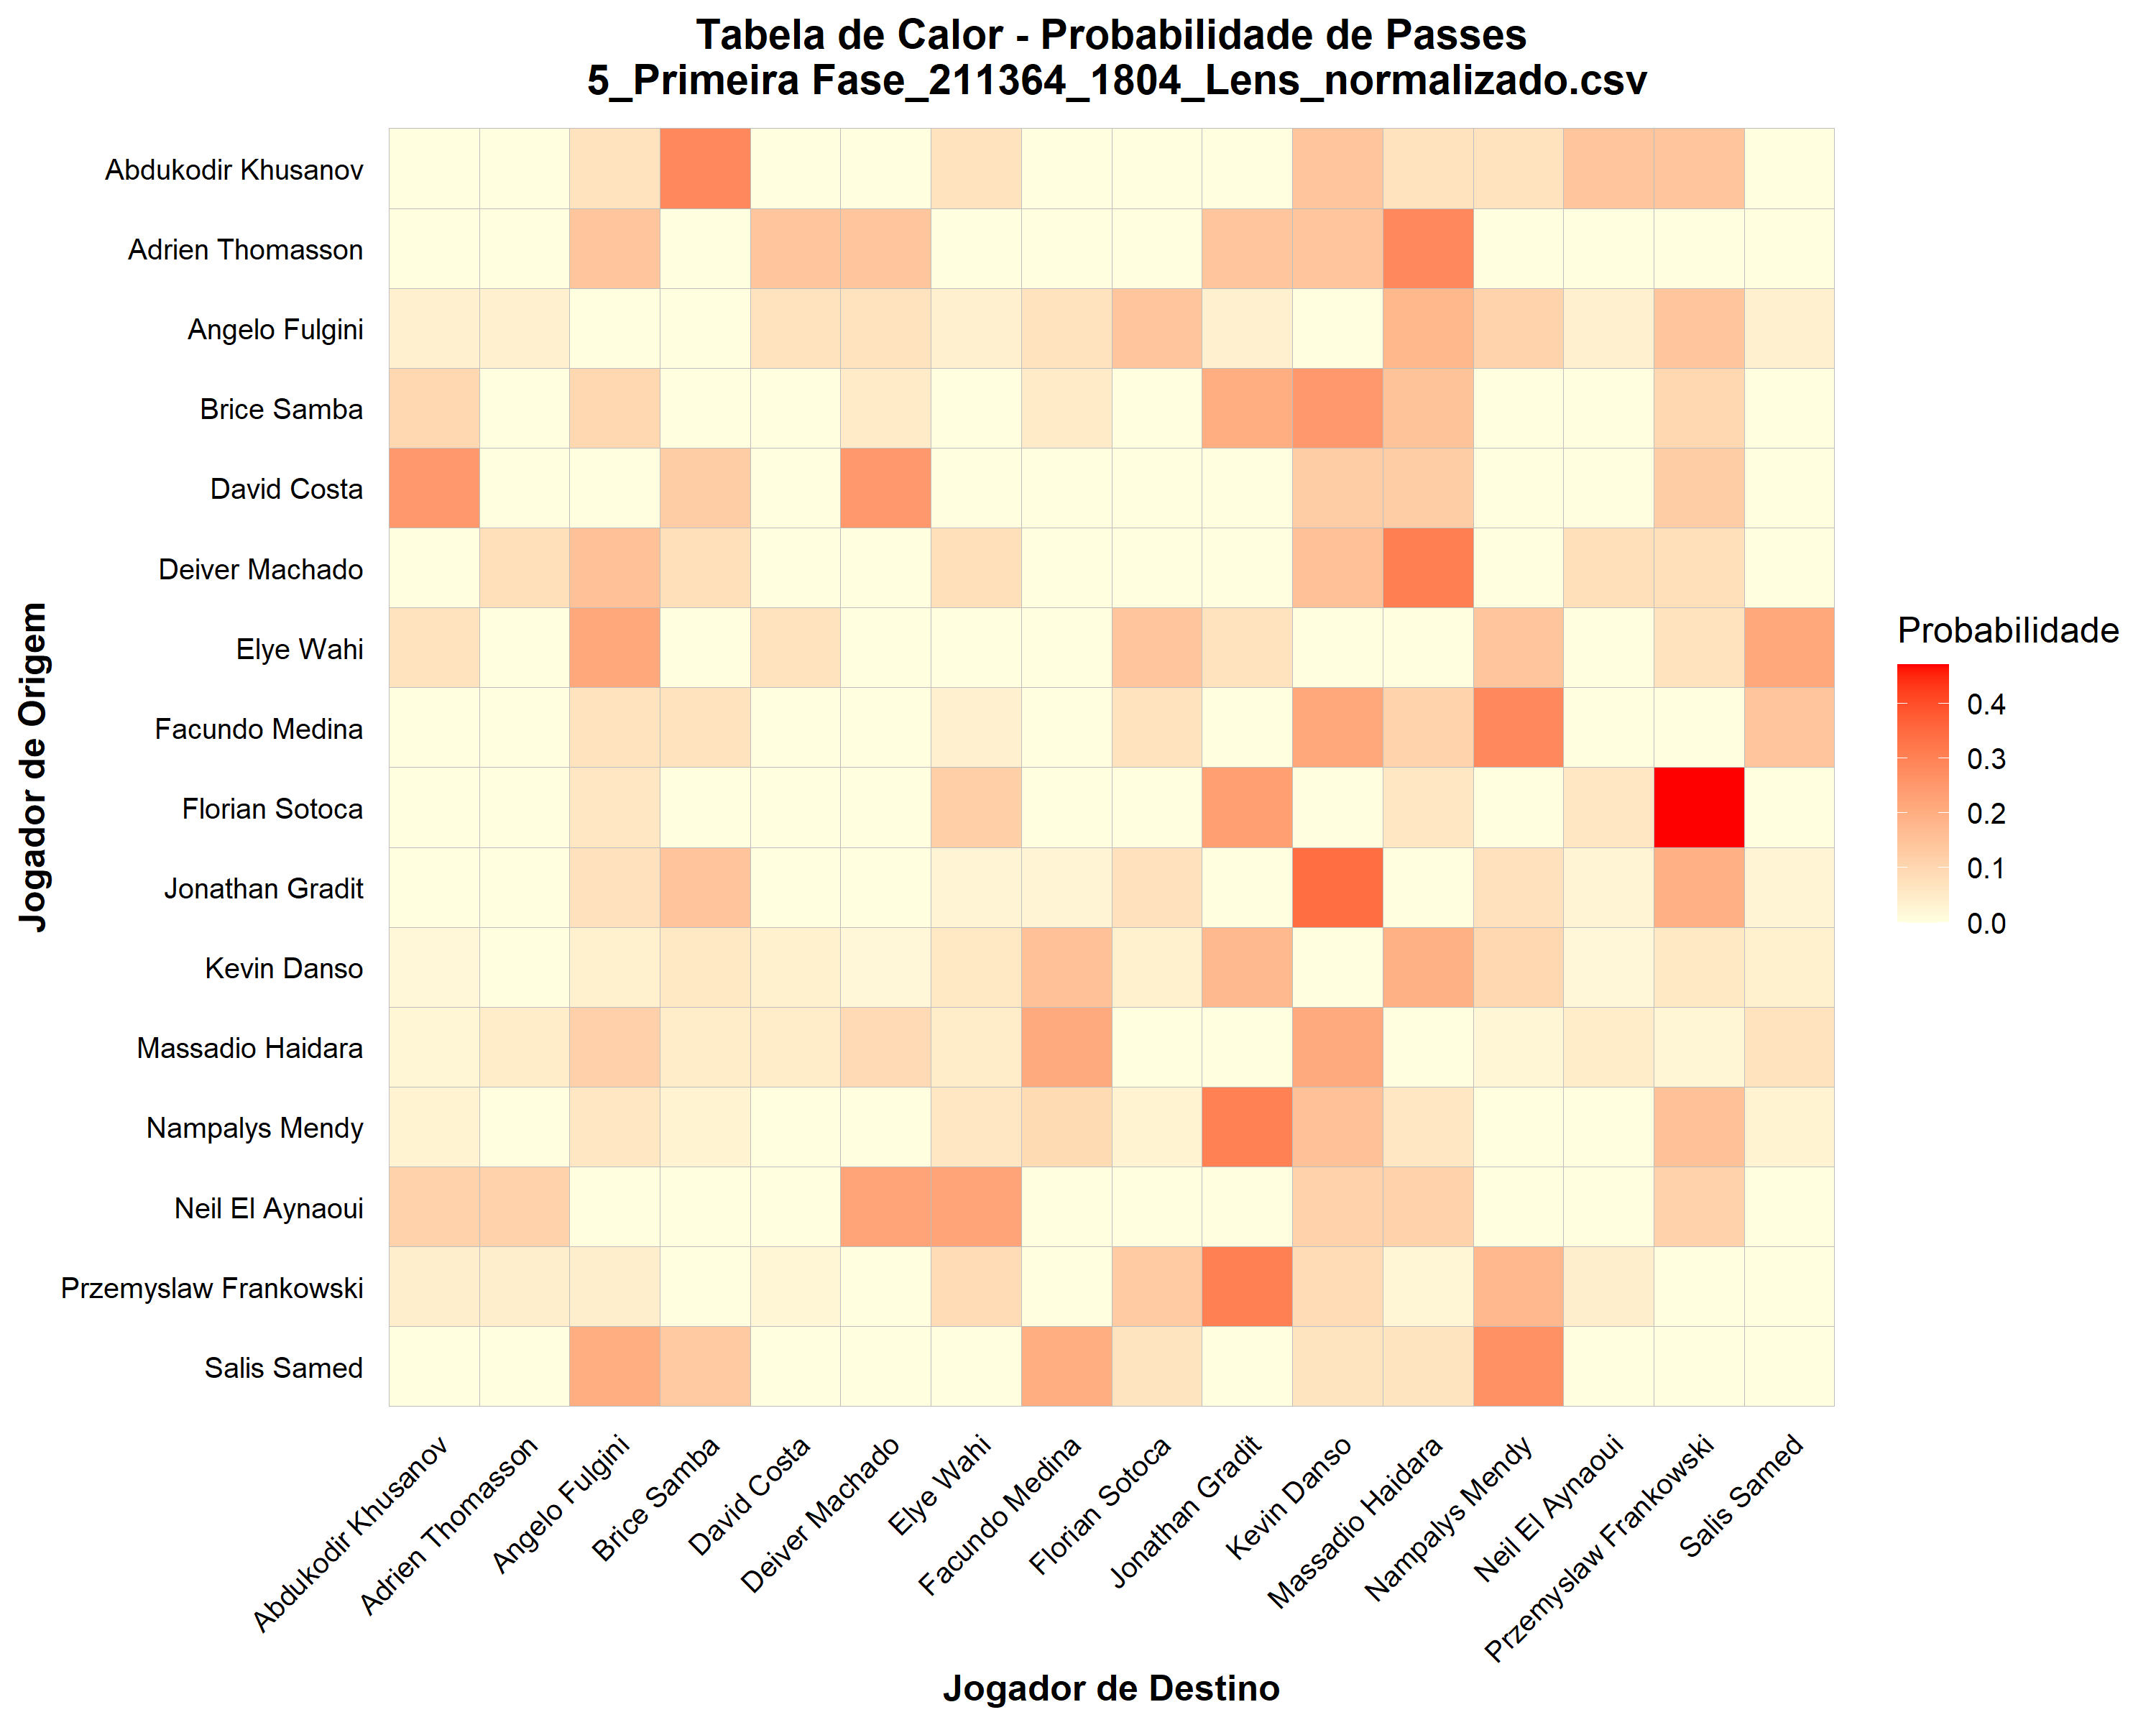 Tabela de Calor - Probabilidade de Passes
5_Primeira Fase_211364_1804_Lens_normalizado.csv
Jogador de Origem
Abdukodir Khusanov
Adrien Thomasson
Angelo Fulgini
Brice Samba
David Costa
Deiver Machado
Elye Wahi
Facundo Medina
Florian Sotoca
Jonathan Gradit
Kevin Danso
Massadio Haidara
Nampalys Mendy
Neil El Aynaoui
Przemyslaw Frankowski
Salis Samed
Abdukodir Khusanov
Adrien Thomasson
Angelo Fulgini
Brice Samba
David Costa
Deiver Machado
Elye Wahi
Facundo Medina
Florian Sotoca
Jonathan Gradit
Kevin Danso
Massadio Haidara
Nampalys Mendy
Neil El Aynaoui
Przemyslaw Frankowski
Salis Samed
Jogador de Destino
Probabilidade
0.4
0.3
0.2
0.1
0.0